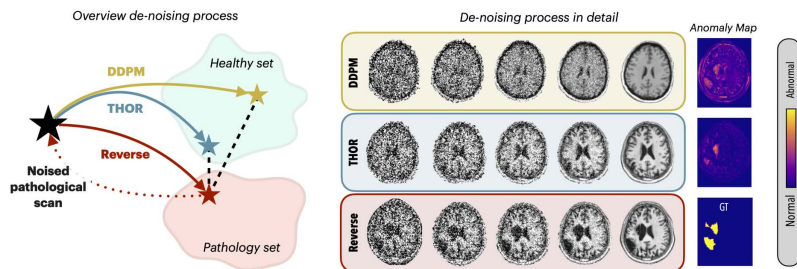 Overview de-noising process
De-noising process in detail
Anomaly Map
DDPM
Healthy set
THOR
Reverse
Noised
pathological
scan
Pathology set
DDPM
THOR
Reverse
GT
Abnormal
Normal